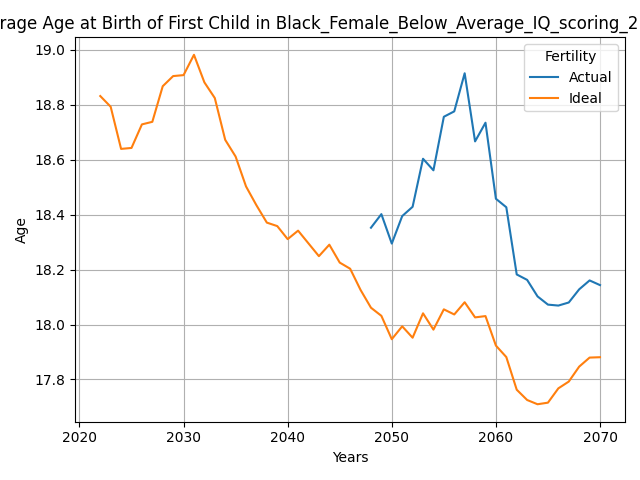 rage Age at Birth of First Child in Black_Female_Below_Average_IQ_scoring_2
Fertility
Actual
Ideal
19.0
18.8
18.6
18.4
18.2
18.0
17.8
Age
2020 2030 2040 2050 2060 2070
Years